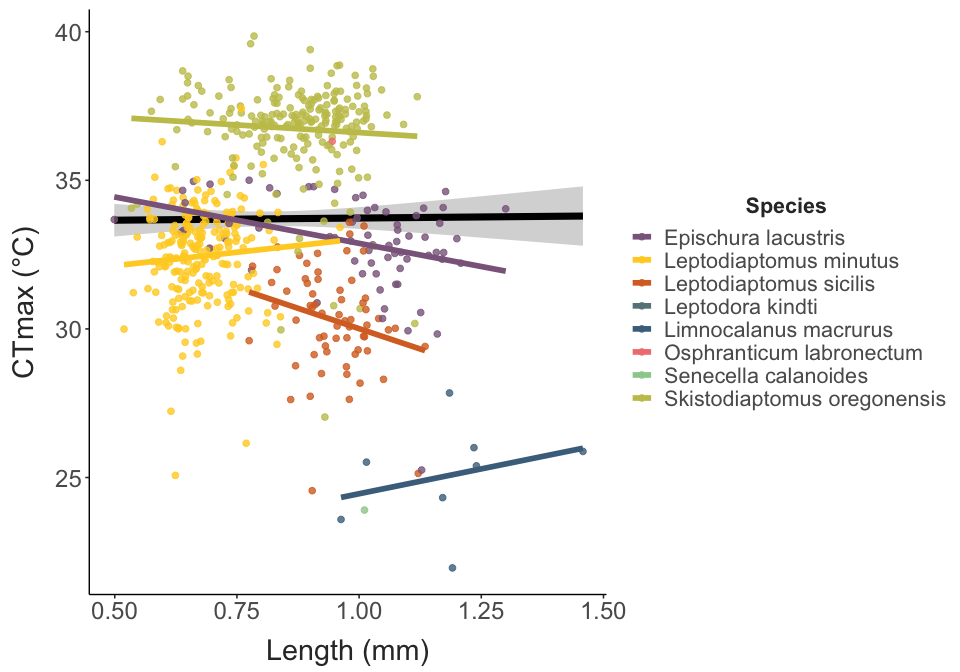 40
35
30
25
CTmax (°C)
0.50 0.75 1.00 1.25 1.50
Length (mm)
Species
Epischura lacustris
Leptodiaptomus minutus
Leptodiaptomus sicilis
Leptodora kindti
Limnocalanus macrurus
Osphranticum labronectum
Senecella calanoides
Skistodiaptomus oregonensis